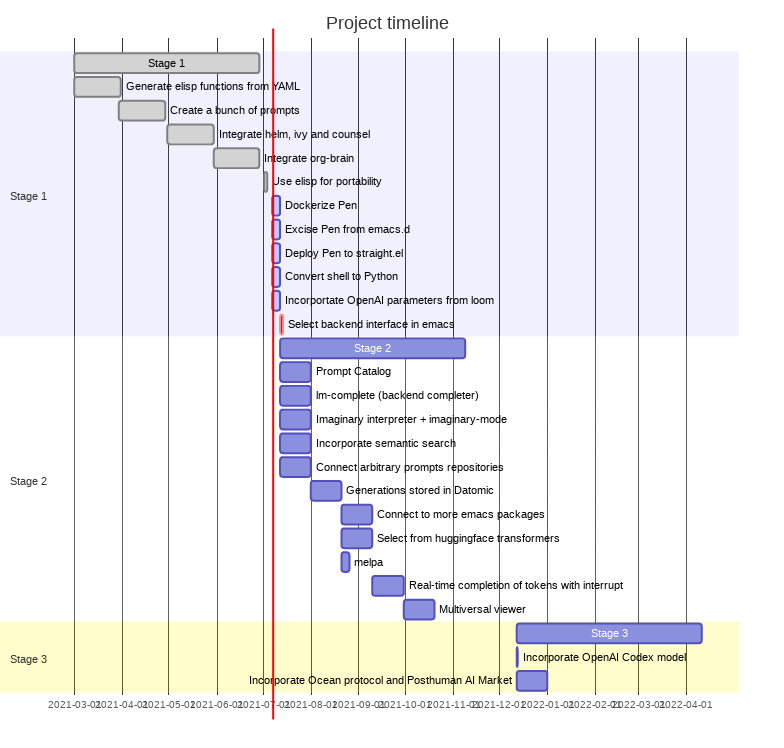 Project timeline
Stage 1
Stage 1
Generate elisp functions from YAML
Create a bunch of prompts
Integrate helm, ivy and counsel
Integrate org-brain
Use elisp for portability
Dockerize Pen
Excise Pen from emacs.d
Deploy Pen to straight.el
Convert shell to Python
Incorportate OpenAI parameters from loom
Select backend interface in emacs
Stage 2
Stage 2
Prompt Catalog
lm-complete (backend completer)
Imaginary interpreter + imaginary-mode
Incorporate semantic search
Connect arbitrary prompts repositories
Generations stored in Datomic
Connect to more emacs packages
Select from huggingface transformers
melpa
Real-time completion of tokens with interrupt
Multiversal viewer
Stage 3
Stage 3
Incorporate OpenAI Codex model
Incorporate Ocean protocol and Posthuman AI Market
2021-03-01 2021-04-01 2021-05-01 2021-06-01 2021-07-01 2021-08-01 2021-09-01 2021-10-01 2021-11-01 2021-12-01 2022-01-01 2022-02-01 2022-03-01 2022-04-01